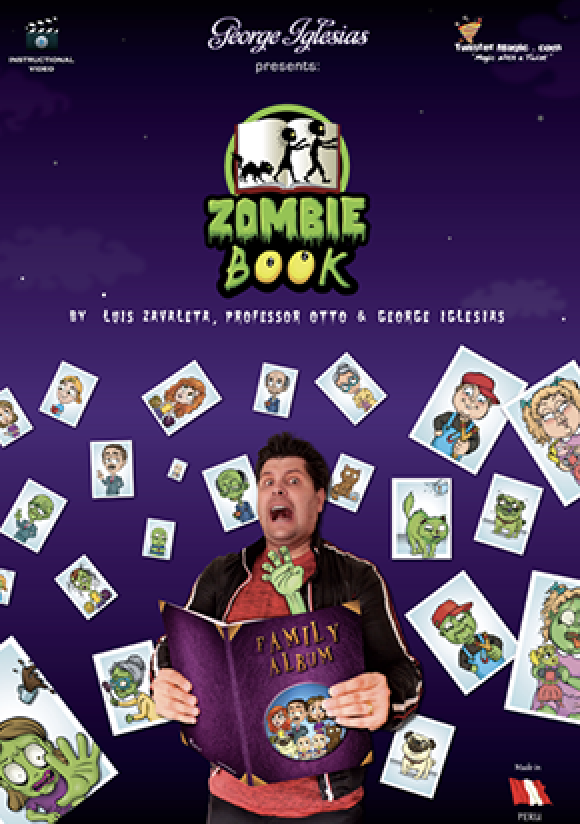 George Iglesias
presents:
INSTRUCTIONAL
VIDEO
Twister Magic . com
"Magic with a Twist"
ZOMBIE
BOOK
BY LUIS ZAVALETA, PROFESSOR OTTO & GEORGE IGLESIAS
FAMILY
ALBUM
Made in
PERU